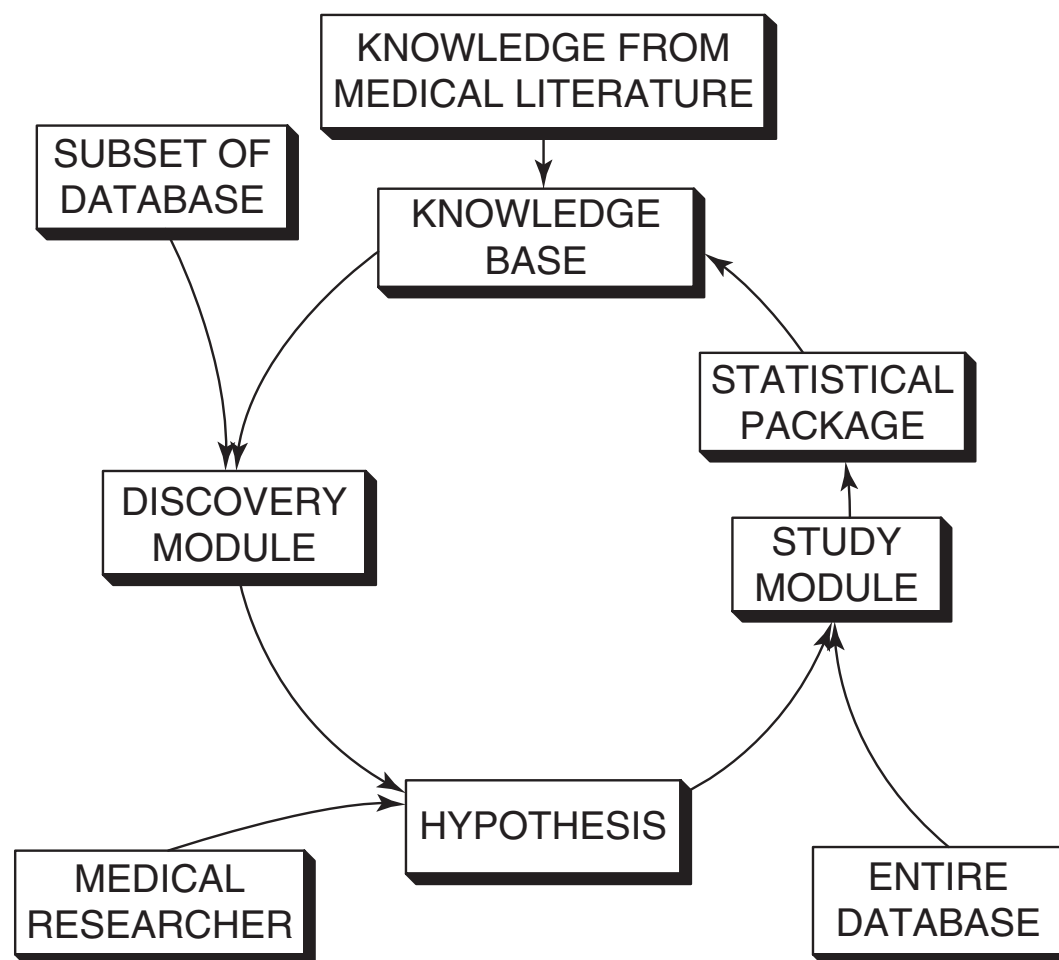 KNOWLEDGE FROM
MEDICAL LITERATURE
SUBSET OF
DATABASE
KNOWLEDGE
BASE
STATISTICAL
PACKAGE
DISCOVERY
MODULE
STUDY
MODULE
HYPOTHESIS
MEDICAL
RESEARCHER
ENTIRE
DATABASE